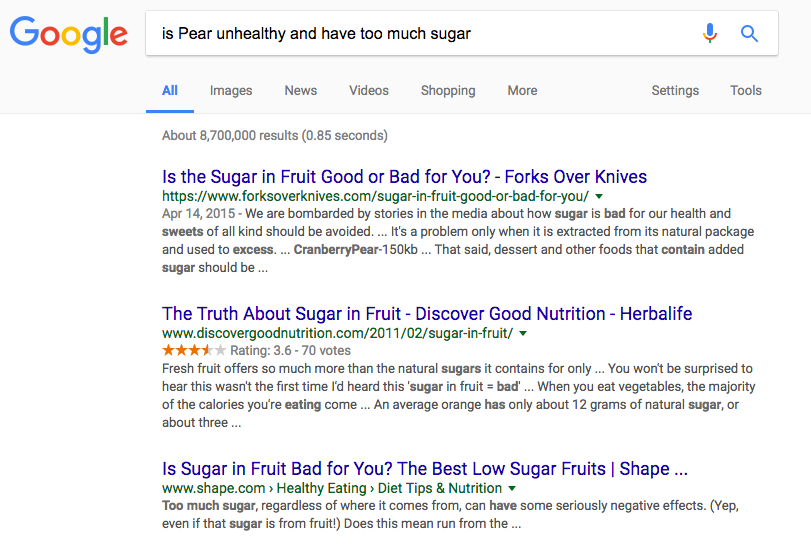 Google
is Pear unhealthy and have too much sugar
All Images News Videos Shopping More Settings Tools
About 8,700,000 results (0.85 seconds)
Is the Sugar in Fruit Good or Bad for You? - Forks Over Knives
https://www.forksoverknives.com/sugar-in-fruit-good-or-bad-for-you/
Apr 14, 2015 - We are bombarded by stories in the media about how sugar is bad for our health and
sweets of all kind should be avoided. ... It's a problem only when it is extracted from its natural package
and used to excess. ... CranberryPear-150kb ... That said, dessert and other foods that contain added
sugar should be ...
The Truth About Sugar in Fruit - Discover Good Nutrition - Herbalife
www.discovergoodnutrition.com/2011/02/sugar-in-fruit/
Rating: 3.6 - 70 votes
Fresh fruit offers so much more than the natural sugars it contains for only ... You won't be surprised to
hear this wasn't the first time I'd heard this 'sugar in fruit = bad' ... When you eat vegetables, the majority
of the calories you're eating come ... An average orange has only about 12 grams of natural sugar, or
about three ...
Is Sugar in Fruit Bad for You? The Best Low Sugar Fruits | Shape ...
www.shape.com › Healthy Eating › Diet Tips & Nutrition
Too much sugar, regardless of where it comes from, can have some seriously negative effects. (Yep,
even if that sugar is from fruit!) Does this mean run from the ...